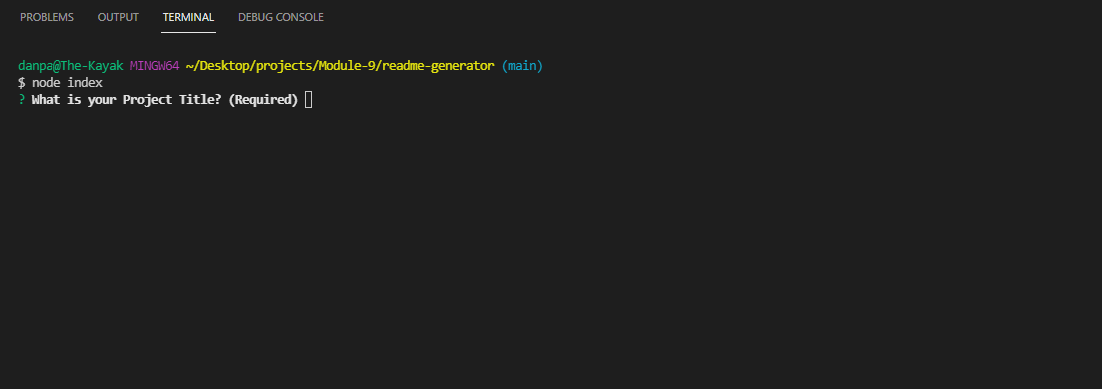 PROBLEMS OUTPUT TERMINAL DEBUG CONSOLE
danpa@The-Kayak MINGW64 ~/Desktop/projects/Module-9/readme-generator (main)
$ node index
? What is your Project Title? (Required)